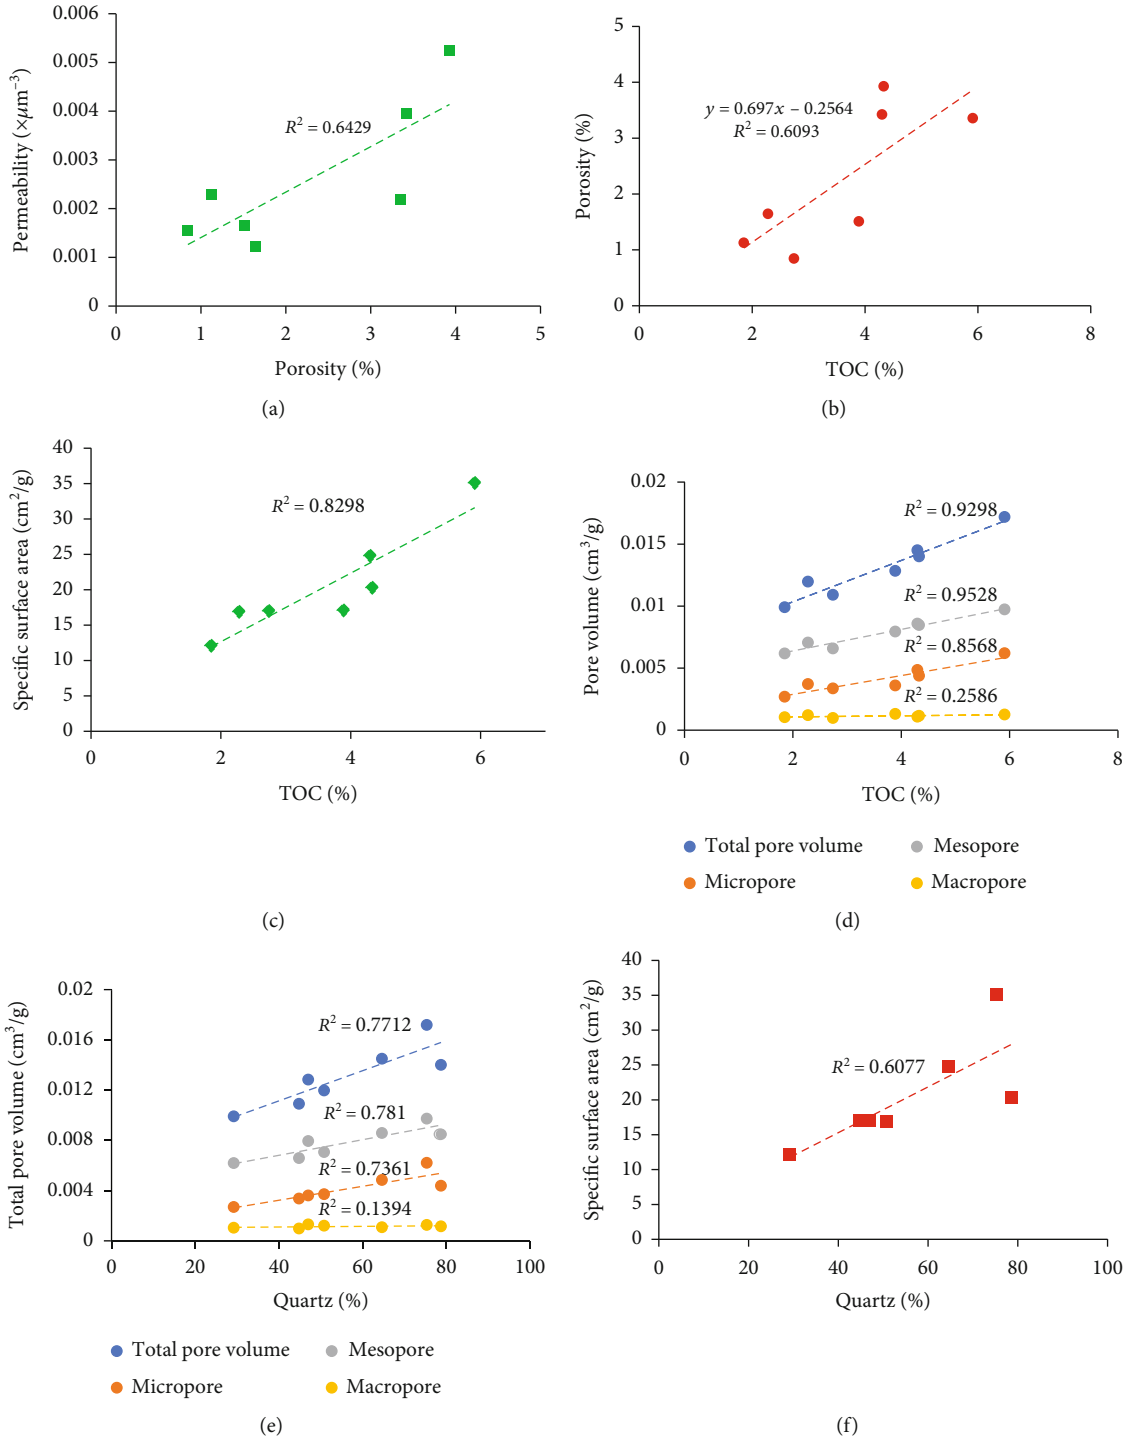 0.006
0.005
0.004
0.003
0.002
0.001
0
Permeability (×μm⁻³)
R² = 0.6429
0 1 2 3 4 5
Porosity (%)
(a)
5
4
3
2
1
0
Porosity (%)
y = 0.697x – 0.2564
R² = 0.6093
0 2 4 6 8
TOC (%)
(b)
40
35
30
25
20
15
10
5
0
Specific surface area (cm²/g)
R² = 0.8298
0 2 4 6
TOC (%)
(c)
0.02
0.015
0.01
0.005
0
Pore volume (cm³/g)
R² = 0.9298
R² = 0.9528
R² = 0.8568
R² = 0.2586
0 2 4 6 8
TOC (%)
Total pore volume
Mesopore
Micropore
Macropore
(d)
0.02
0.016
0.012
0.008
0.004
0
Total pore volume (cm³/g)
R² = 0.7712
R² = 0.781
R² = 0.7361
R² = 0.1394
0 20 40 60 80 100
Quartz (%)
Total pore volume
Mesopore
Micropore
Macropore
(e)
40
35
30
25
20
15
10
5
0
Specific surface area (cm²/g)
R² = 0.6077
0 20 40 60 80 100
Quartz (%)
(f)